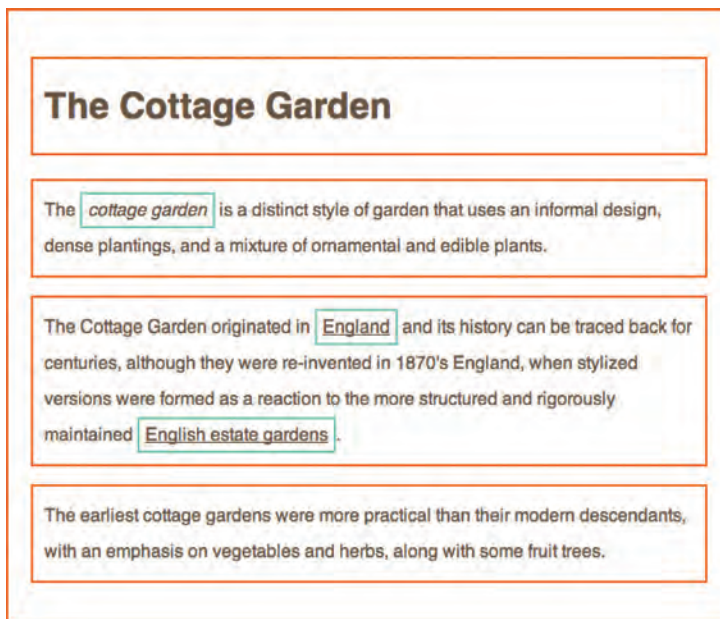 The Cottage Garden
The cottage garden is a distinct style of garden that uses an informal design,
dense plantings, and a mixture of ornamental and edible plants.
The Cottage Garden originated in England and its history can be traced back for
centuries, although they were re-invented in 1870's England, when stylized
versions were formed as a reaction to the more structured and rigorously
maintained English estate gardens.
The earliest cottage gardens were more practical than their modern descendants,
with an emphasis on vegetables and herbs, along with some fruit trees.